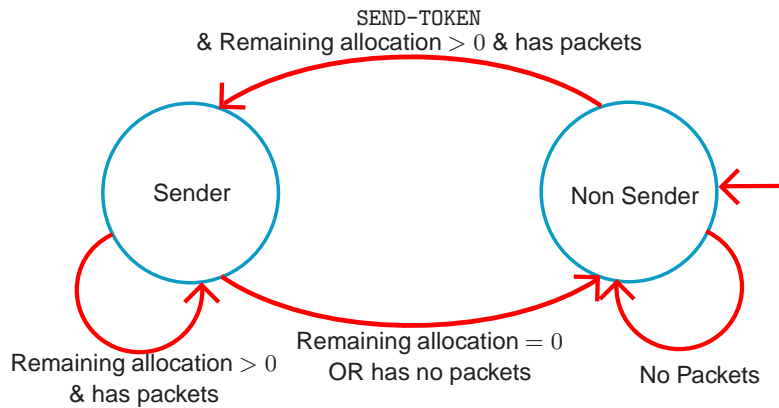 SEND-TOKEN
& Remaining allocation > 0 & has packets
Sender
Non Sender
Remaining allocation > 0
& has packets
Remaining allocation = 0
OR has no packets
No Packets